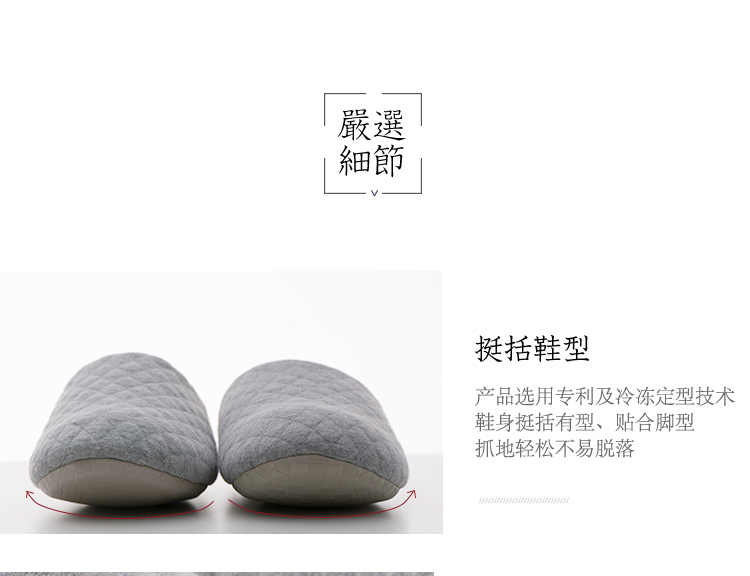 嚴選
細節
挺括鞋型
产品选用专利及冷冻定型技术
鞋身挺括有型、贴合脚型
抓地轻松不易脱落